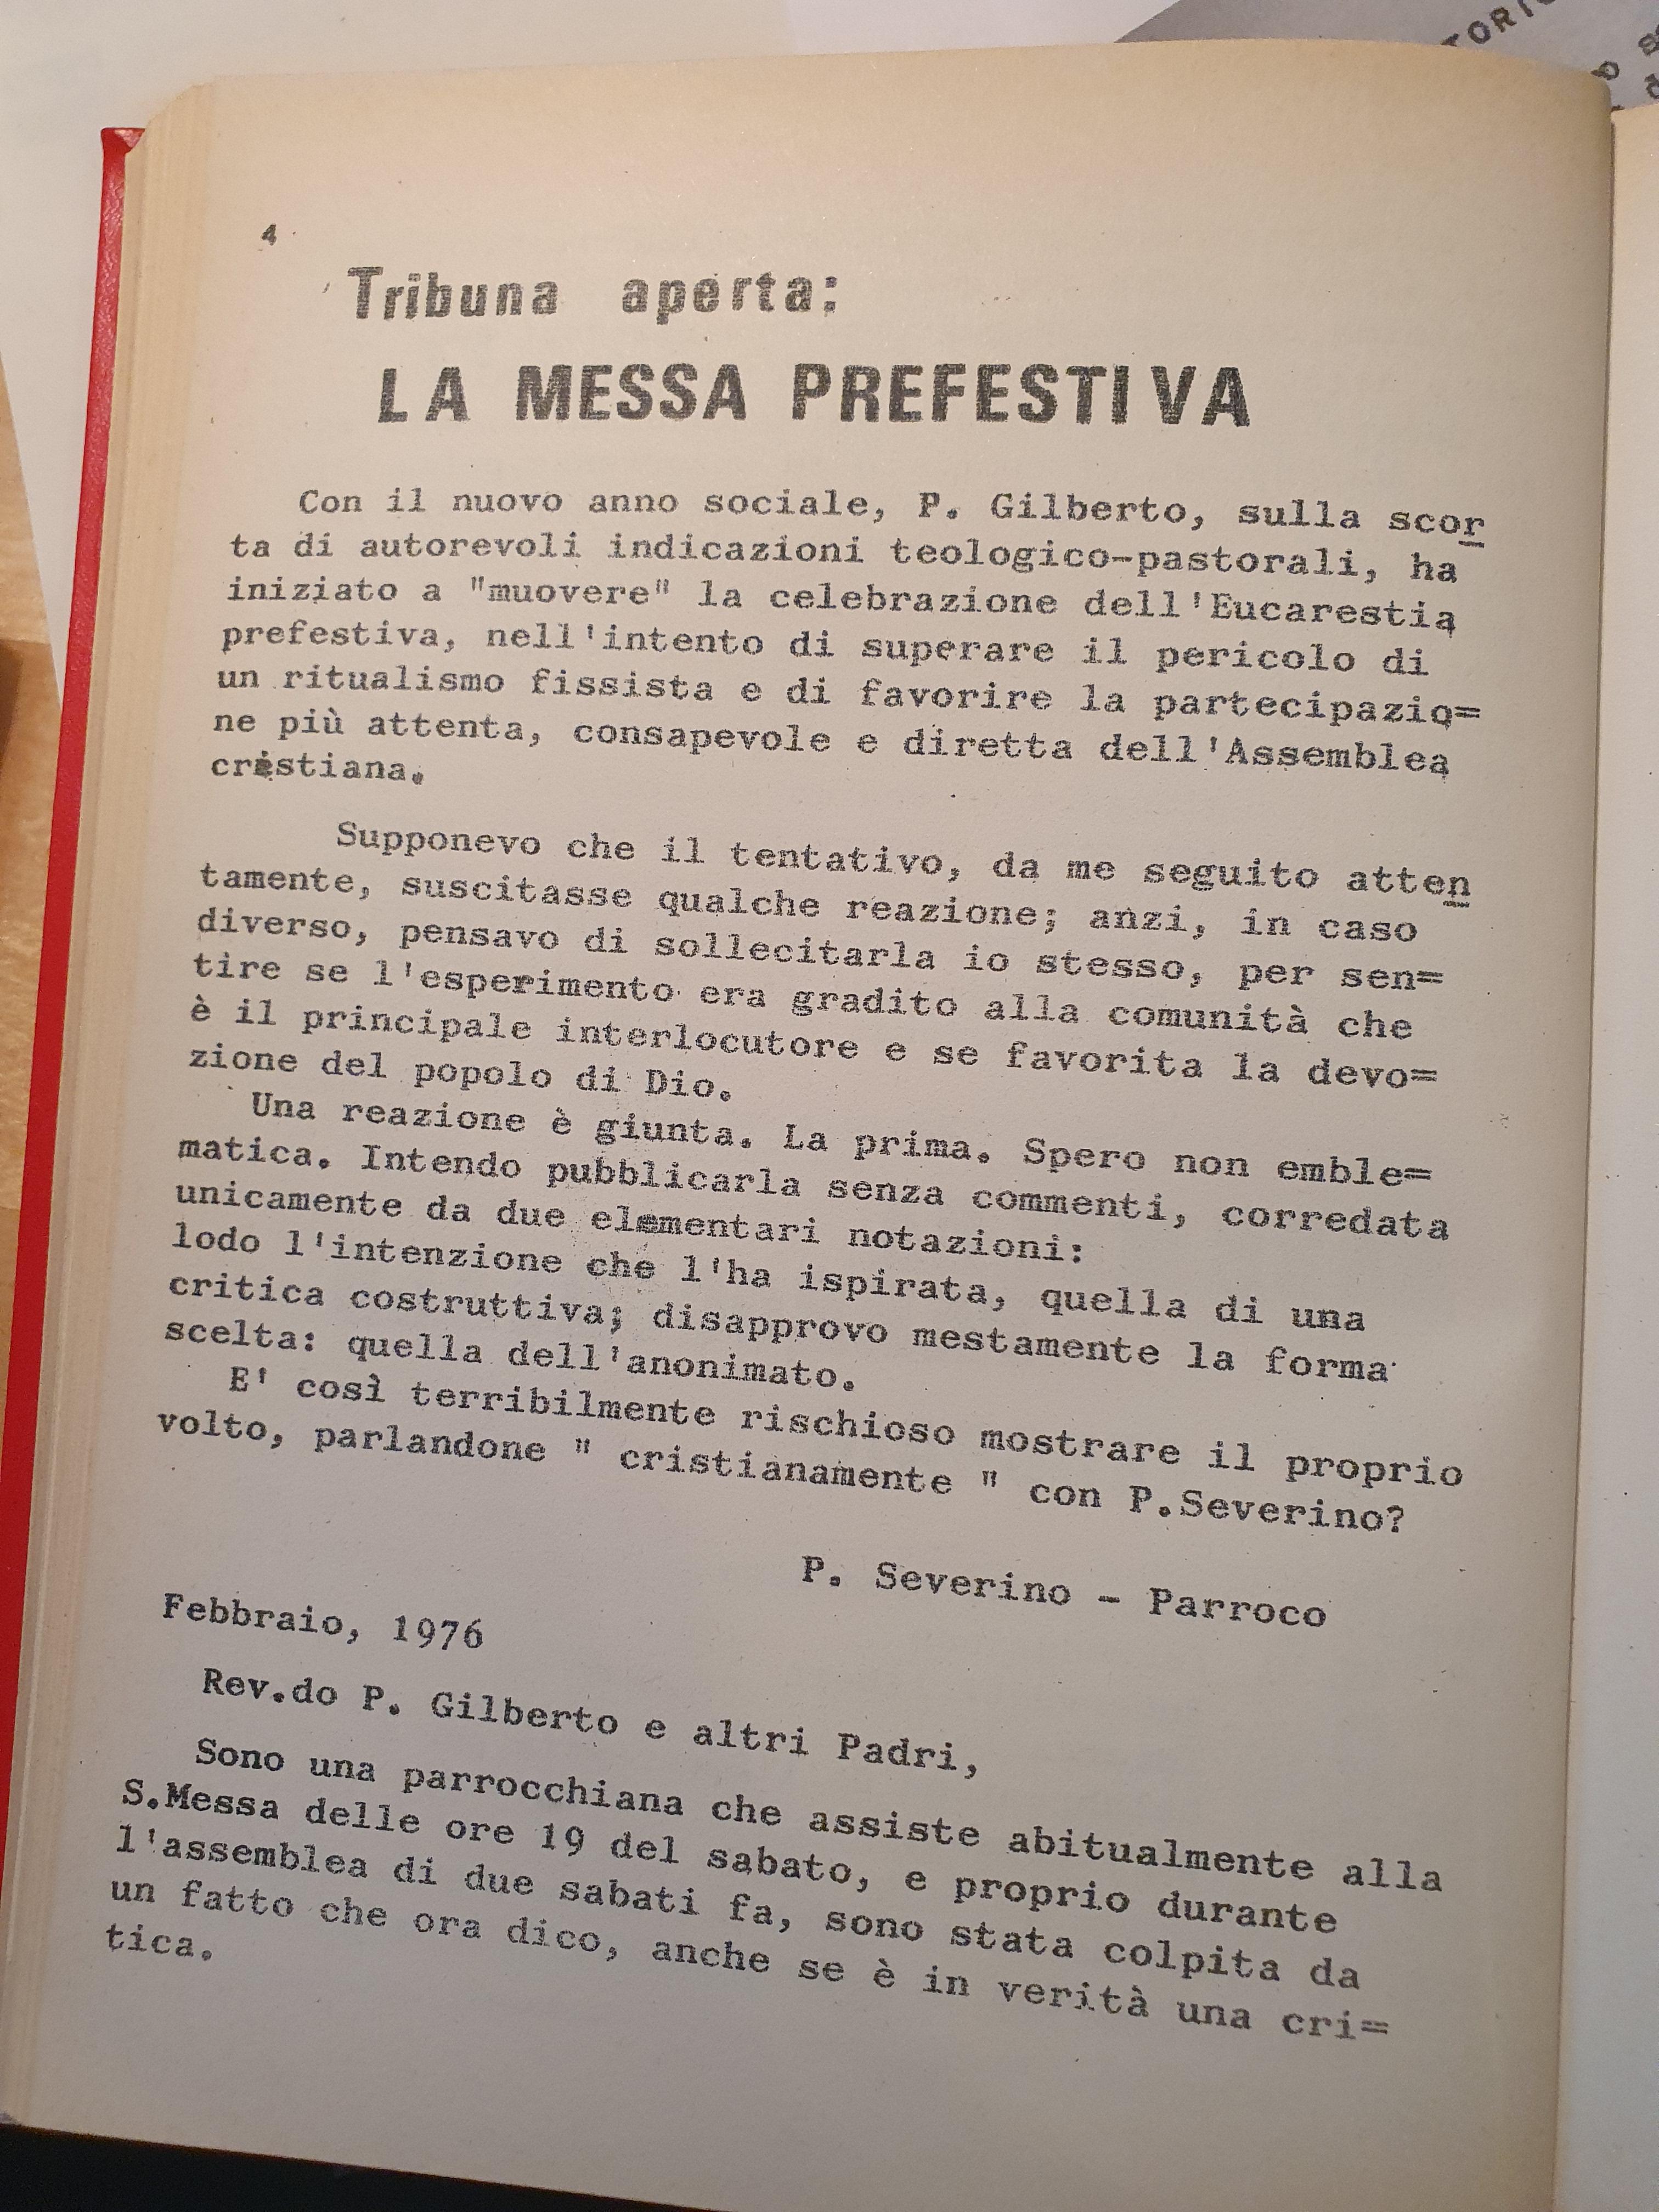 TORIO
4
Tribuna aperta:
LA MESSA PREFESTIVA
Con il nuovo anno sociale, P. Gilberto, sulla scor
ta di autorevoli indicazioni teologico-pastorali, ha
iniziato a "muovere" la celebrazione dell'Eucarestia
prefestiva, nell'intento di superare il pericolo di
un ritualismo fissista e di favorire la partecipazio=
ne più attenta, consapevole e diretta dell'Assemblea
cristiana.
Supponevo che il tentativo, da me seguito atten
tamente, suscitasse qualche reazione; anzi, in caso
diverso, pensavo di sollecitarla io stesso, per sen=
tire se l'esperimento era gradito alla comunità che
è il principale interlocutore e se favorita la devo=
zione del popolo di Dio.
Una reazione è giunta. La prima. Spero non emble=
matica. Intendo pubblicarla senza commenti, corredata
unicamente da due elementari notazioni:
lodo l'intenzione che l'ha ispirata, quella di una
critica costruttiva; disapprovo mestamente la forma
scelta: quella dell'anonimato.
E' così terribilmente rischioso mostrare il proprio
volto, parlandone " cristianamente " con P.Severino?
P. Severino - Parroco
Febbraio, 1976
Rev.do P. Gilberto e altri Padri,
Sono una parrocchiana che assiste abitualmente alla
S.Messa delle ore 19 del sabato, e proprio durante
l'assemblea di due sabati fa, sono stata colpita da
un fatto che ora dico, anche se è in verità una cri=
tica.